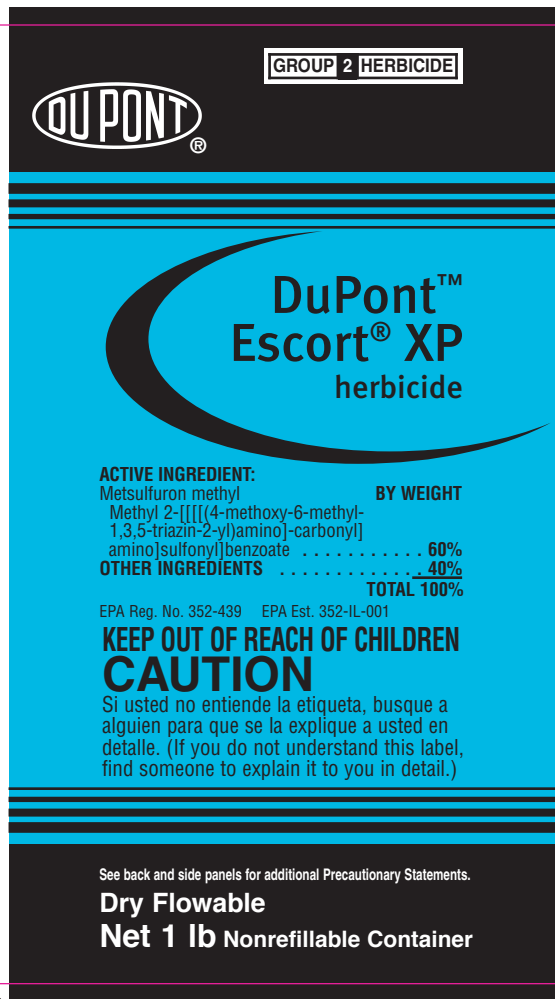 GROUP 2 HERBICIDE
DUPONT®
DuPont™
Escort® XP
herbicide
ACTIVE INGREDIENT:
Metsulfuron methyl BY WEIGHT
Methyl 2-[[[[(4-methoxy-6-methyl-
1,3,5-triazin-2-yl)amino]-carbonyl]
amino]sulfonyl]benzoate . . . . . . . . . . . 60%
OTHER INGREDIENTS . . . . . . . . . . . . . 40%
TOTAL 100%
EPA Reg. No. 352-439 EPA Est. 352-IL-001
KEEP OUT OF REACH OF CHILDREN
CAUTION
Si usted no entiende la etiqueta, busque a
alguien para que se la explique a usted en
detalle. (If you do not understand this label,
find someone to explain it to you in detail.)
See back and side panels for additional Precautionary Statements.
Dry Flowable
Net 1 lb Nonrefillable Container